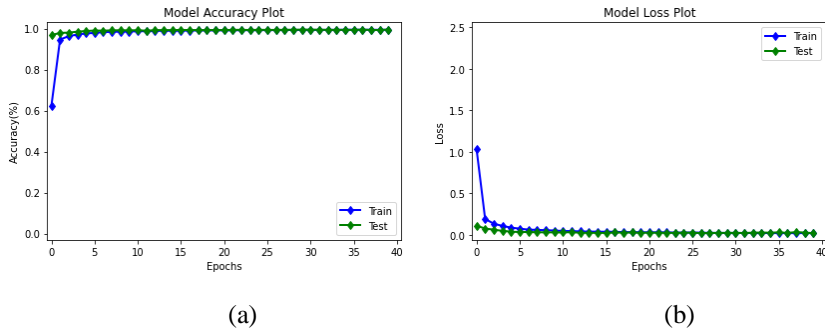 Model Accuracy Plot
1.0
0.8
0.6
0.4
0.2
0.0
Accuracy(%)
0 5 10 15 20 25 30 35 40
Epochs
Train
Test
(a)
Model Loss Plot
2.5
2.0
1.5
1.0
0.5
0.0
Loss
0 5 10 15 20 25 30 35 40
Epochs
Train
Test
(b)